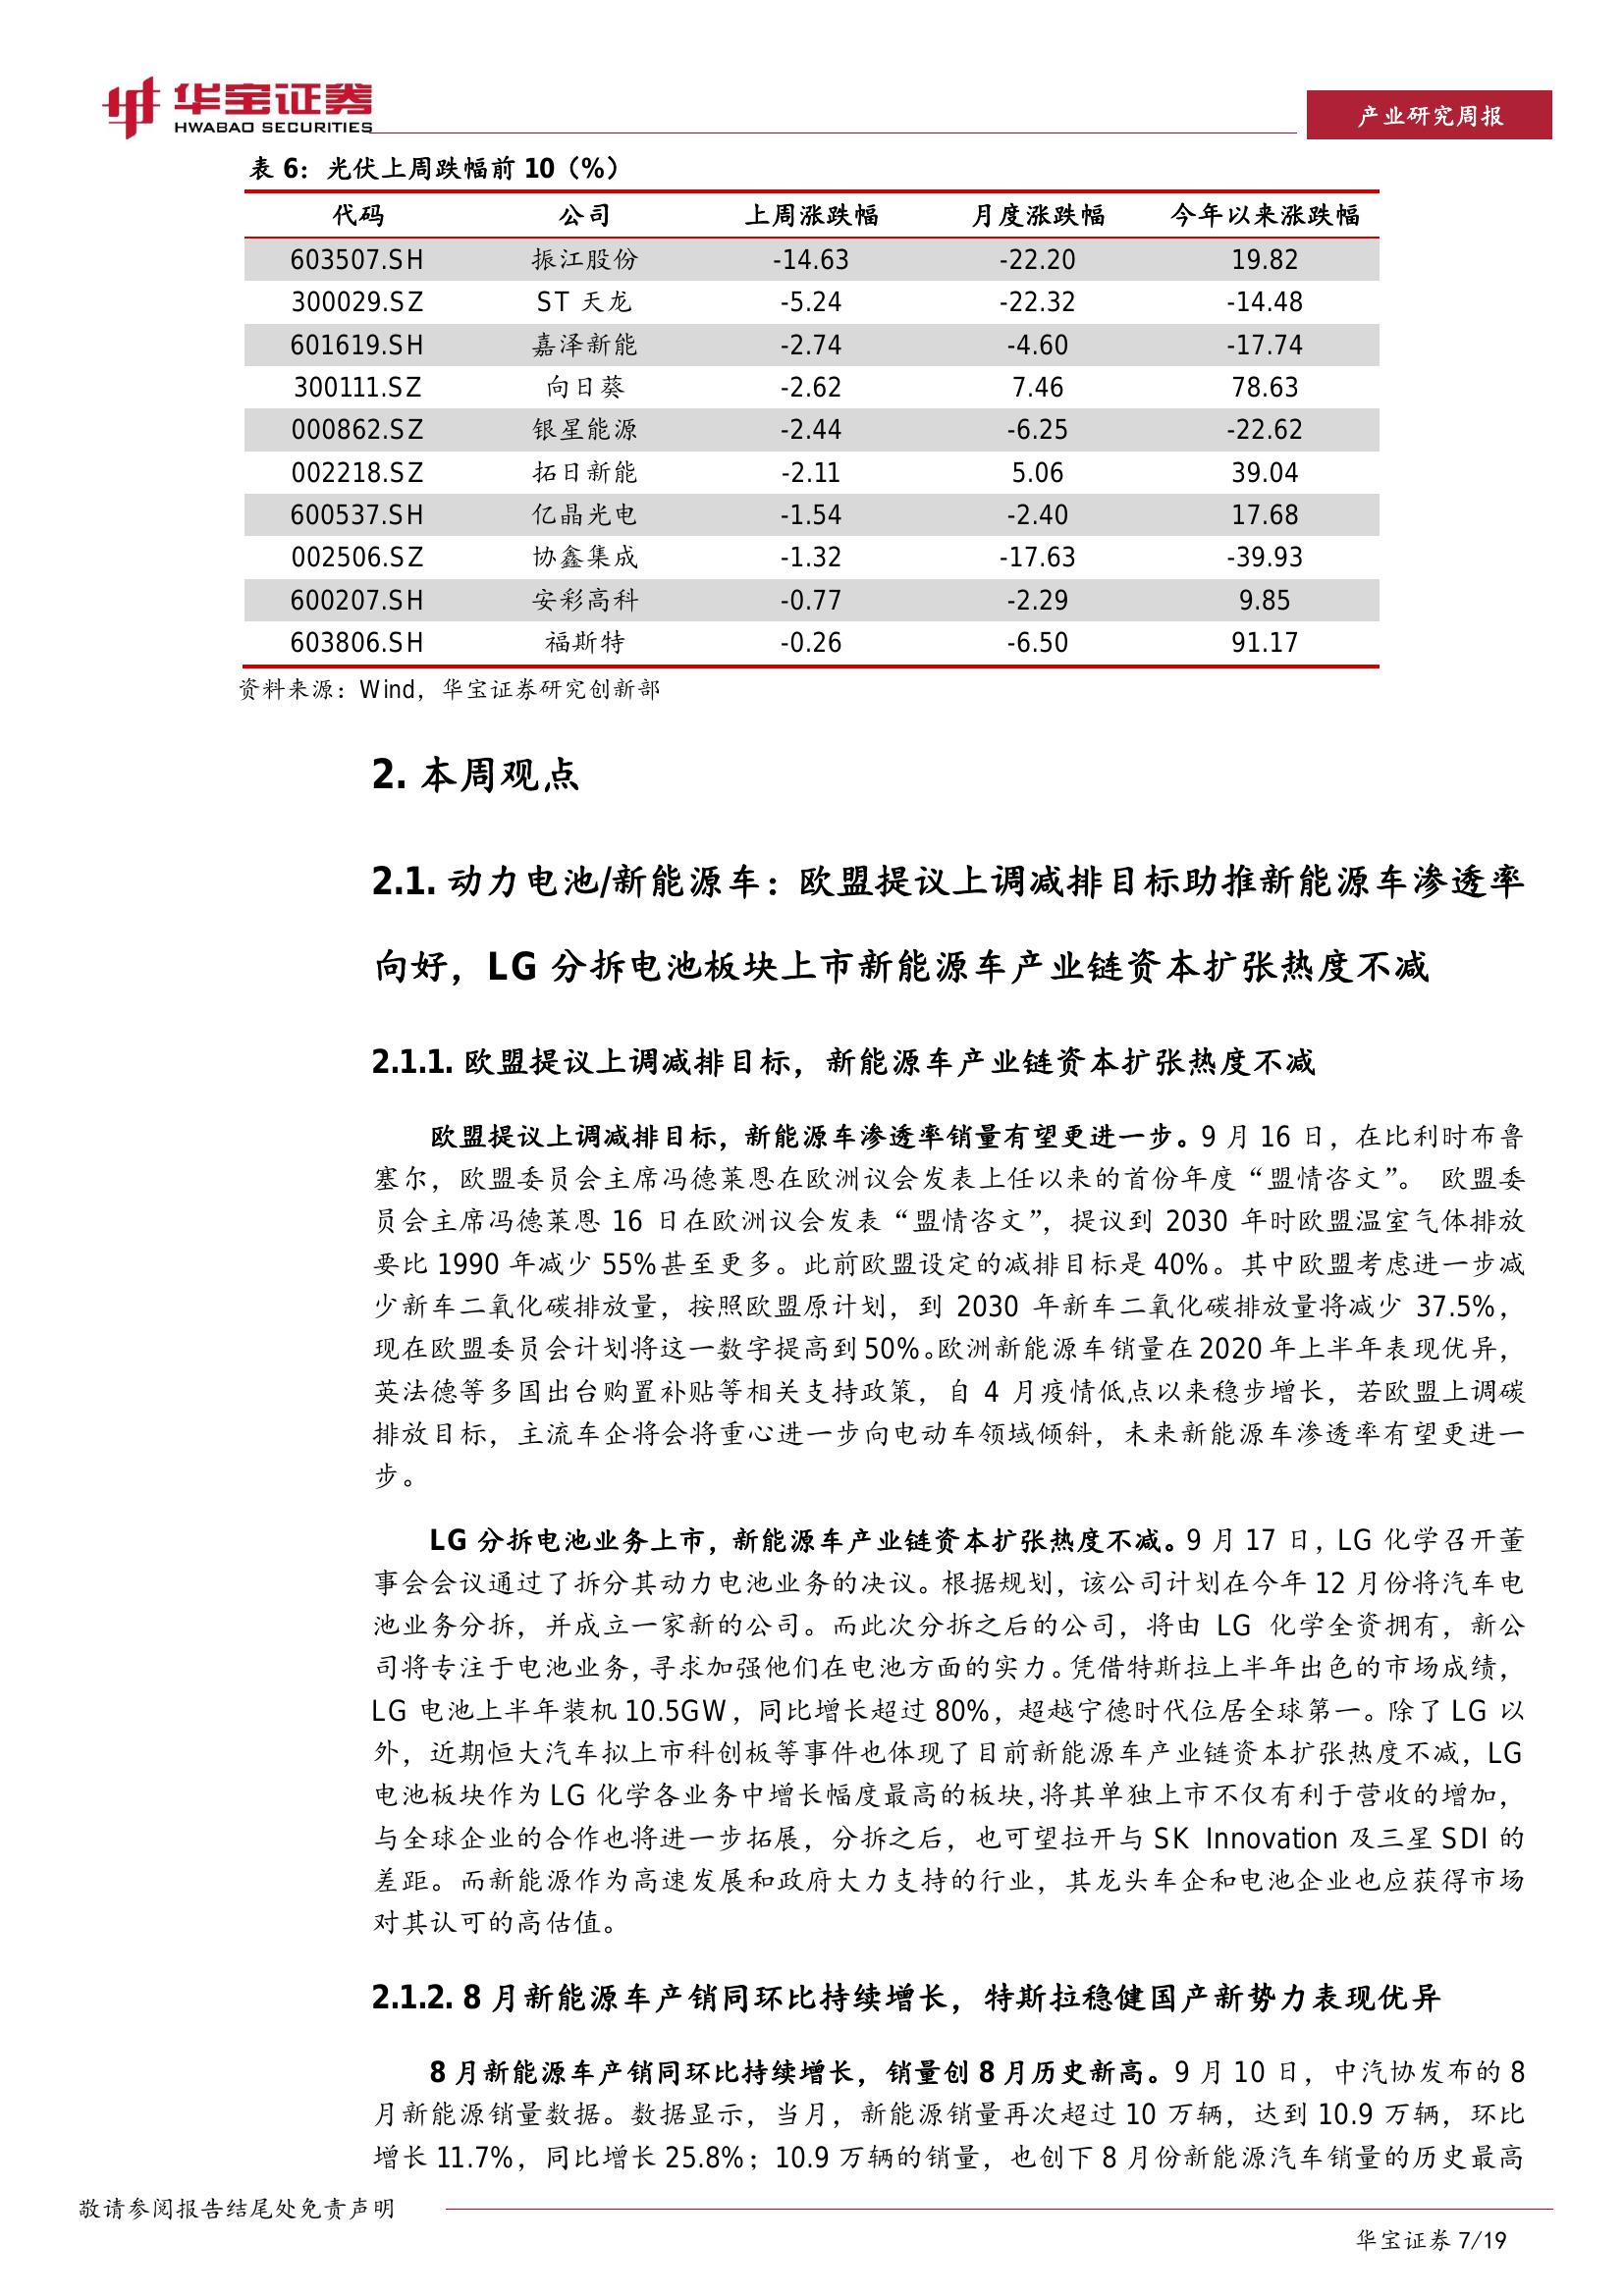 华宝证券
HWABAO SECURITIES
产业研究周报
表 6：光伏上周跌幅前 10（%）
代码 公司 上周涨跌幅 月度涨跌幅 今年以来涨跌幅
603507.SH 振江股份 -14.63 -22.20 19.82
300029.SZ ST 天龙 -5.24 -22.32 -14.48
601619.SH 嘉泽新能 -2.74 -4.60 -17.74
300111.SZ 向日葵 -2.62 7.46 78.63
000862.SZ 银星能源 -2.44 -6.25 -22.62
002218.SZ 拓日新能 -2.11 5.06 39.04
600537.SH 亿晶光电 -1.54 -2.40 17.68
002506.SZ 协鑫集成 -1.32 -17.63 -39.93
600207.SH 安彩高科 -0.77 -2.29 9.85
603806.SH 福斯特 -0.26 -6.50 91.17
资料来源：Wind，华宝证券研究创新部
2. 本周观点
2.1. 动力电池/新能源车：欧盟提议上调减排目标助推新能源车渗透率
向好，LG 分拆电池板块上市新能源车产业链资本扩张热度不减
2.1.1. 欧盟提议上调减排目标，新能源车产业链资本扩张热度不减
欧盟提议上调减排目标，新能源车渗透率销量有望更进一步。9 月 16 日，在比利时布鲁
塞尔，欧盟委员会主席冯德莱恩在欧洲议会发表上任以来的首份年度“盟情咨文”。 欧盟委
员会主席冯德莱恩 16 日在欧洲议会发表“盟情咨文”，提议到 2030 年时欧盟温室气体排放
要比 1990 年减少 55%甚至更多。此前欧盟设定的减排目标是 40%。其中欧盟考虑进一步减
少新车二氧化碳排放量，按照欧盟原计划，到 2030 年新车二氧化碳排放量将减少 37.5%，
现在欧盟委员会计划将这一数字提高到 50%。欧洲新能源车销量在 2020 年上半年表现优异，
英法德等多国出台购置补贴等相关支持政策，自 4 月疫情低点以来稳步增长，若欧盟上调碳
排放目标，主流车企将会将重心进一步向电动车领域倾斜，未来新能源车渗透率有望更进一
步。
LG 分拆电池业务上市，新能源车产业链资本扩张热度不减。9 月 17 日，LG 化学召开董
事会会议通过了拆分其动力电池业务的决议。根据规划，该公司计划在今年 12 月份将汽车电
池业务分拆，并成立一家新的公司。而此次分拆之后的公司，将由 LG 化学全资拥有，新公
司将专注于电池业务，寻求加强他们在电池方面的实力。凭借特斯拉上半年出色的市场成绩，
LG 电池上半年装机 10.5GW，同比增长超过 80%，超越宁德时代位居全球第一。除了 LG 以
外，近期恒大汽车拟上市科创板等事件也体现了目前新能源车产业链资本扩张热度不减，LG
电池板块作为 LG 化学各业务中增长幅度最高的板块，将其单独上市不仅有利于营收的增加，
与全球企业的合作也将进一步拓展，分拆之后，也可望拉开与 SK Innovation 及三星 SDI 的
差距。而新能源作为高速发展和政府大力支持的行业，其龙头车企和电池企业也应获得市场
对其认可的高估值。
2.1.2. 8 月新能源车产销同环比持续增长，特斯拉稳健国产新势力表现优异
8 月新能源车产销同环比持续增长，销量创 8 月历史新高。9 月 10 日，中汽协发布的 8
月新能源销量数据。数据显示，当月，新能源销量再次超过 10 万辆，达到 10.9 万辆，环比
增长 11.7%，同比增长 25.8%；10.9 万辆的销量，也创下 8 月份新能源汽车销量的历史最高
敬请参阅报告结尾处免责声明
华宝证券 7/19